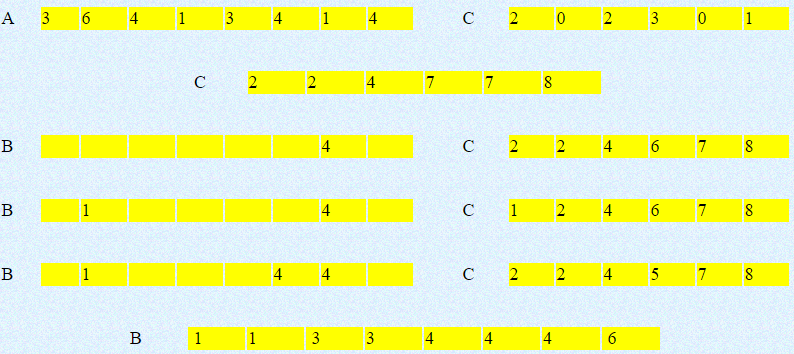 A 3 6 4 1 3 4 1 4 C 2 0 2 3 0 1
C 2 2 4 7 7 8
B 4 C 2 2 4 6 7 8
B 1 4 C 1 2 4 6 7 8
B 1 4 4 C 2 2 4 5 7 8
B 1 1 3 3 4 4 4 6